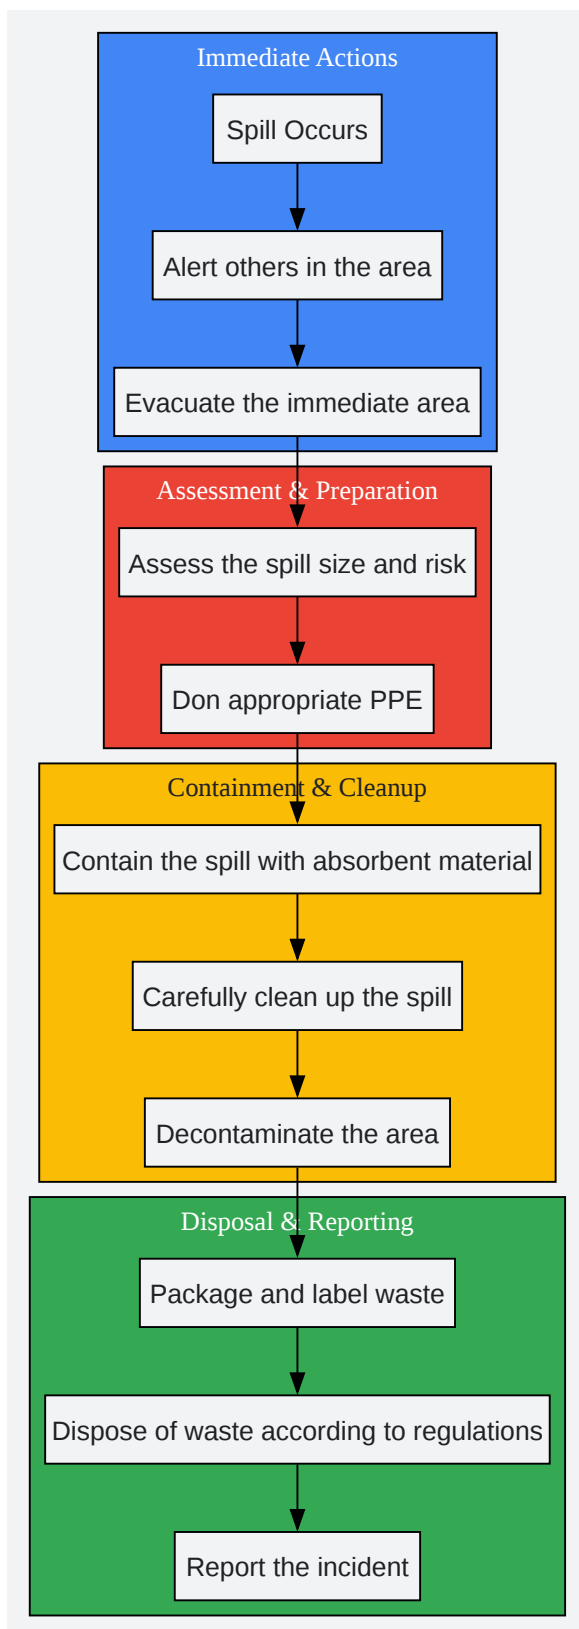 Immediate Actions
Spill Occurs
Alert others in the area
Evacuate the immediate area
Assessment & Preparation
Assess the spill size and risk
Don appropriate PPE
Containment & Cleanup
Contain the spill with absorbent material
Carefully clean up the spill
Decontaminate the area
Disposal & Reporting
Package and label waste
Dispose of waste according to regulations
Report the incident